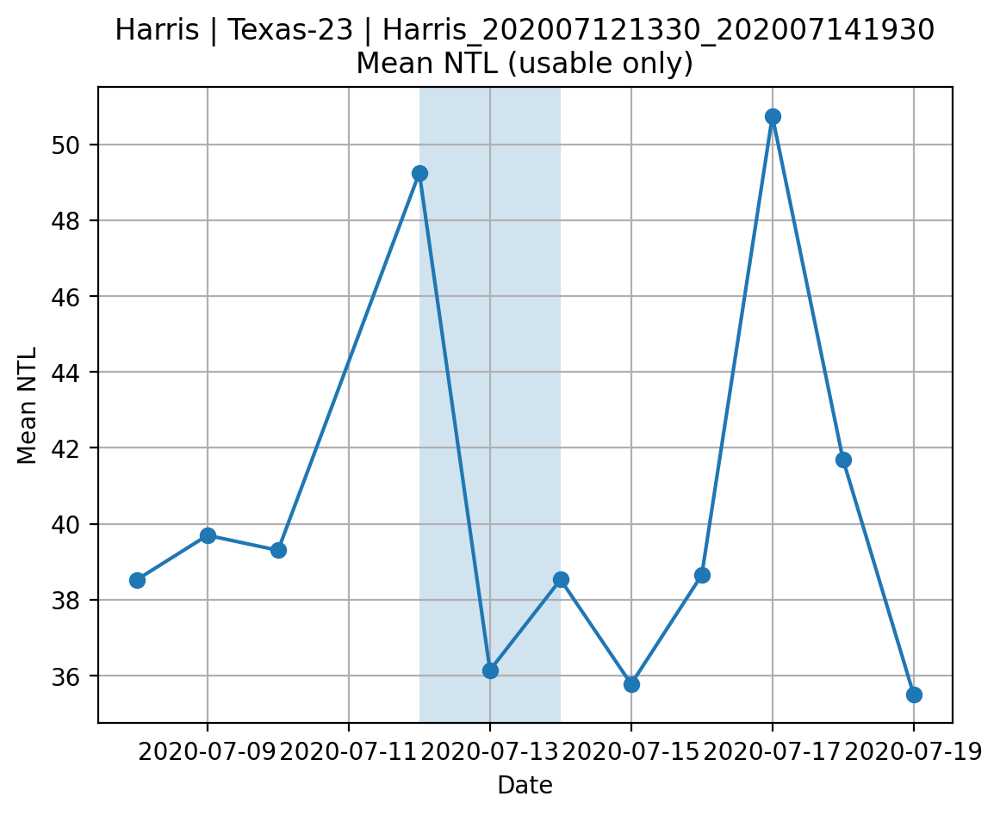 Harris | Texas-23 | Harris_202007121330_202007141930
Mean NTL (usable only)
50
48
46
44
42
40
38
36
Mean NTL
2020-07-09 2020-07-11 2020-07-13 2020-07-15 2020-07-17 2020-07-19
Date